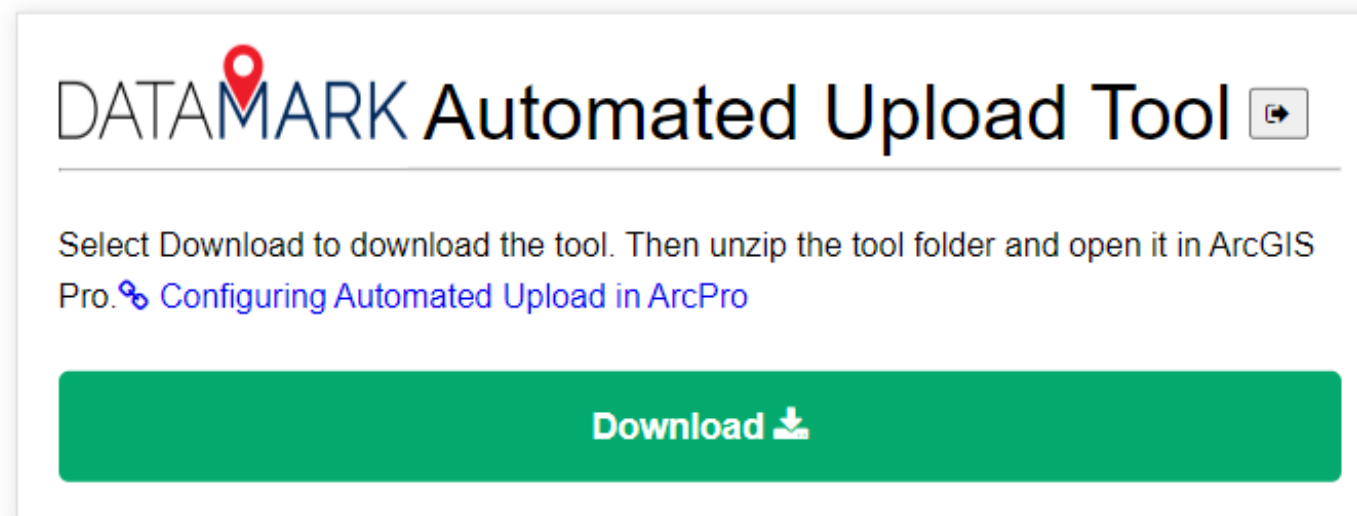 DATAMARK Automated Upload Tool
Select Download to download the tool. Then unzip the tool folder and open it in ArcGIS
Pro. Configuring Automated Upload in ArcPro
Download